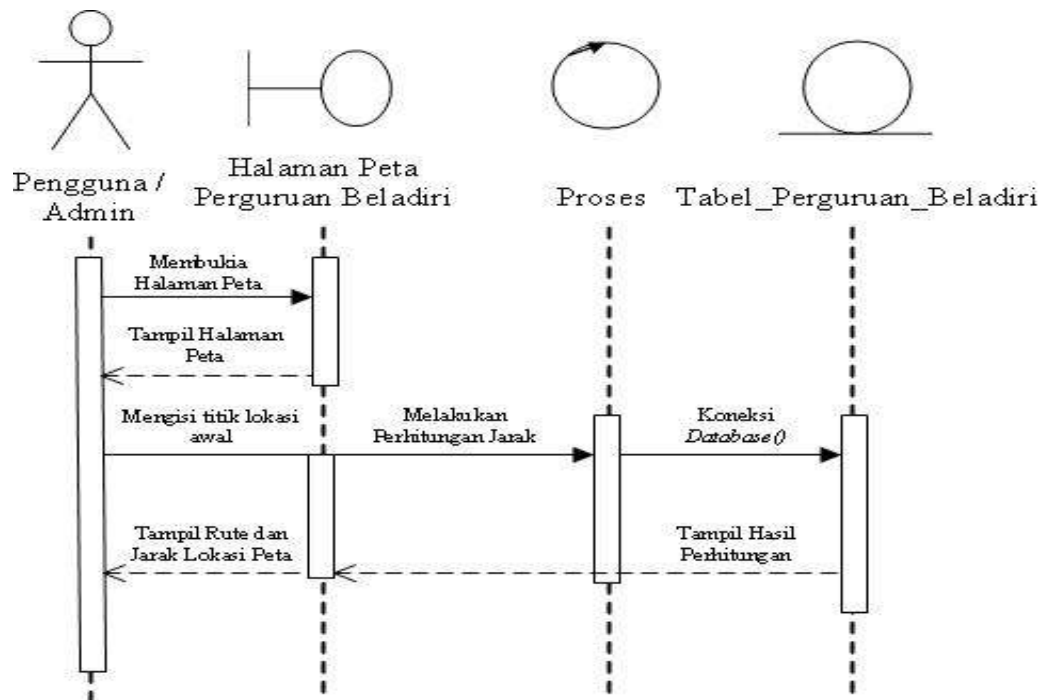 Pengguna /
Admin
Halaman Peta
Perguruan Beladiri
Proses
Tabel_Perguruan_Beladiri
Membukia
Halaman Peta
Tampil Halaman
Peta
Mengisi titik lokasi
awal
Melakukan
Perhitungan Jarak
Koneksi
Database()
Tampil Rute dan
Jarak Lokasi Peta
Tampil Hasil
Perhitungan